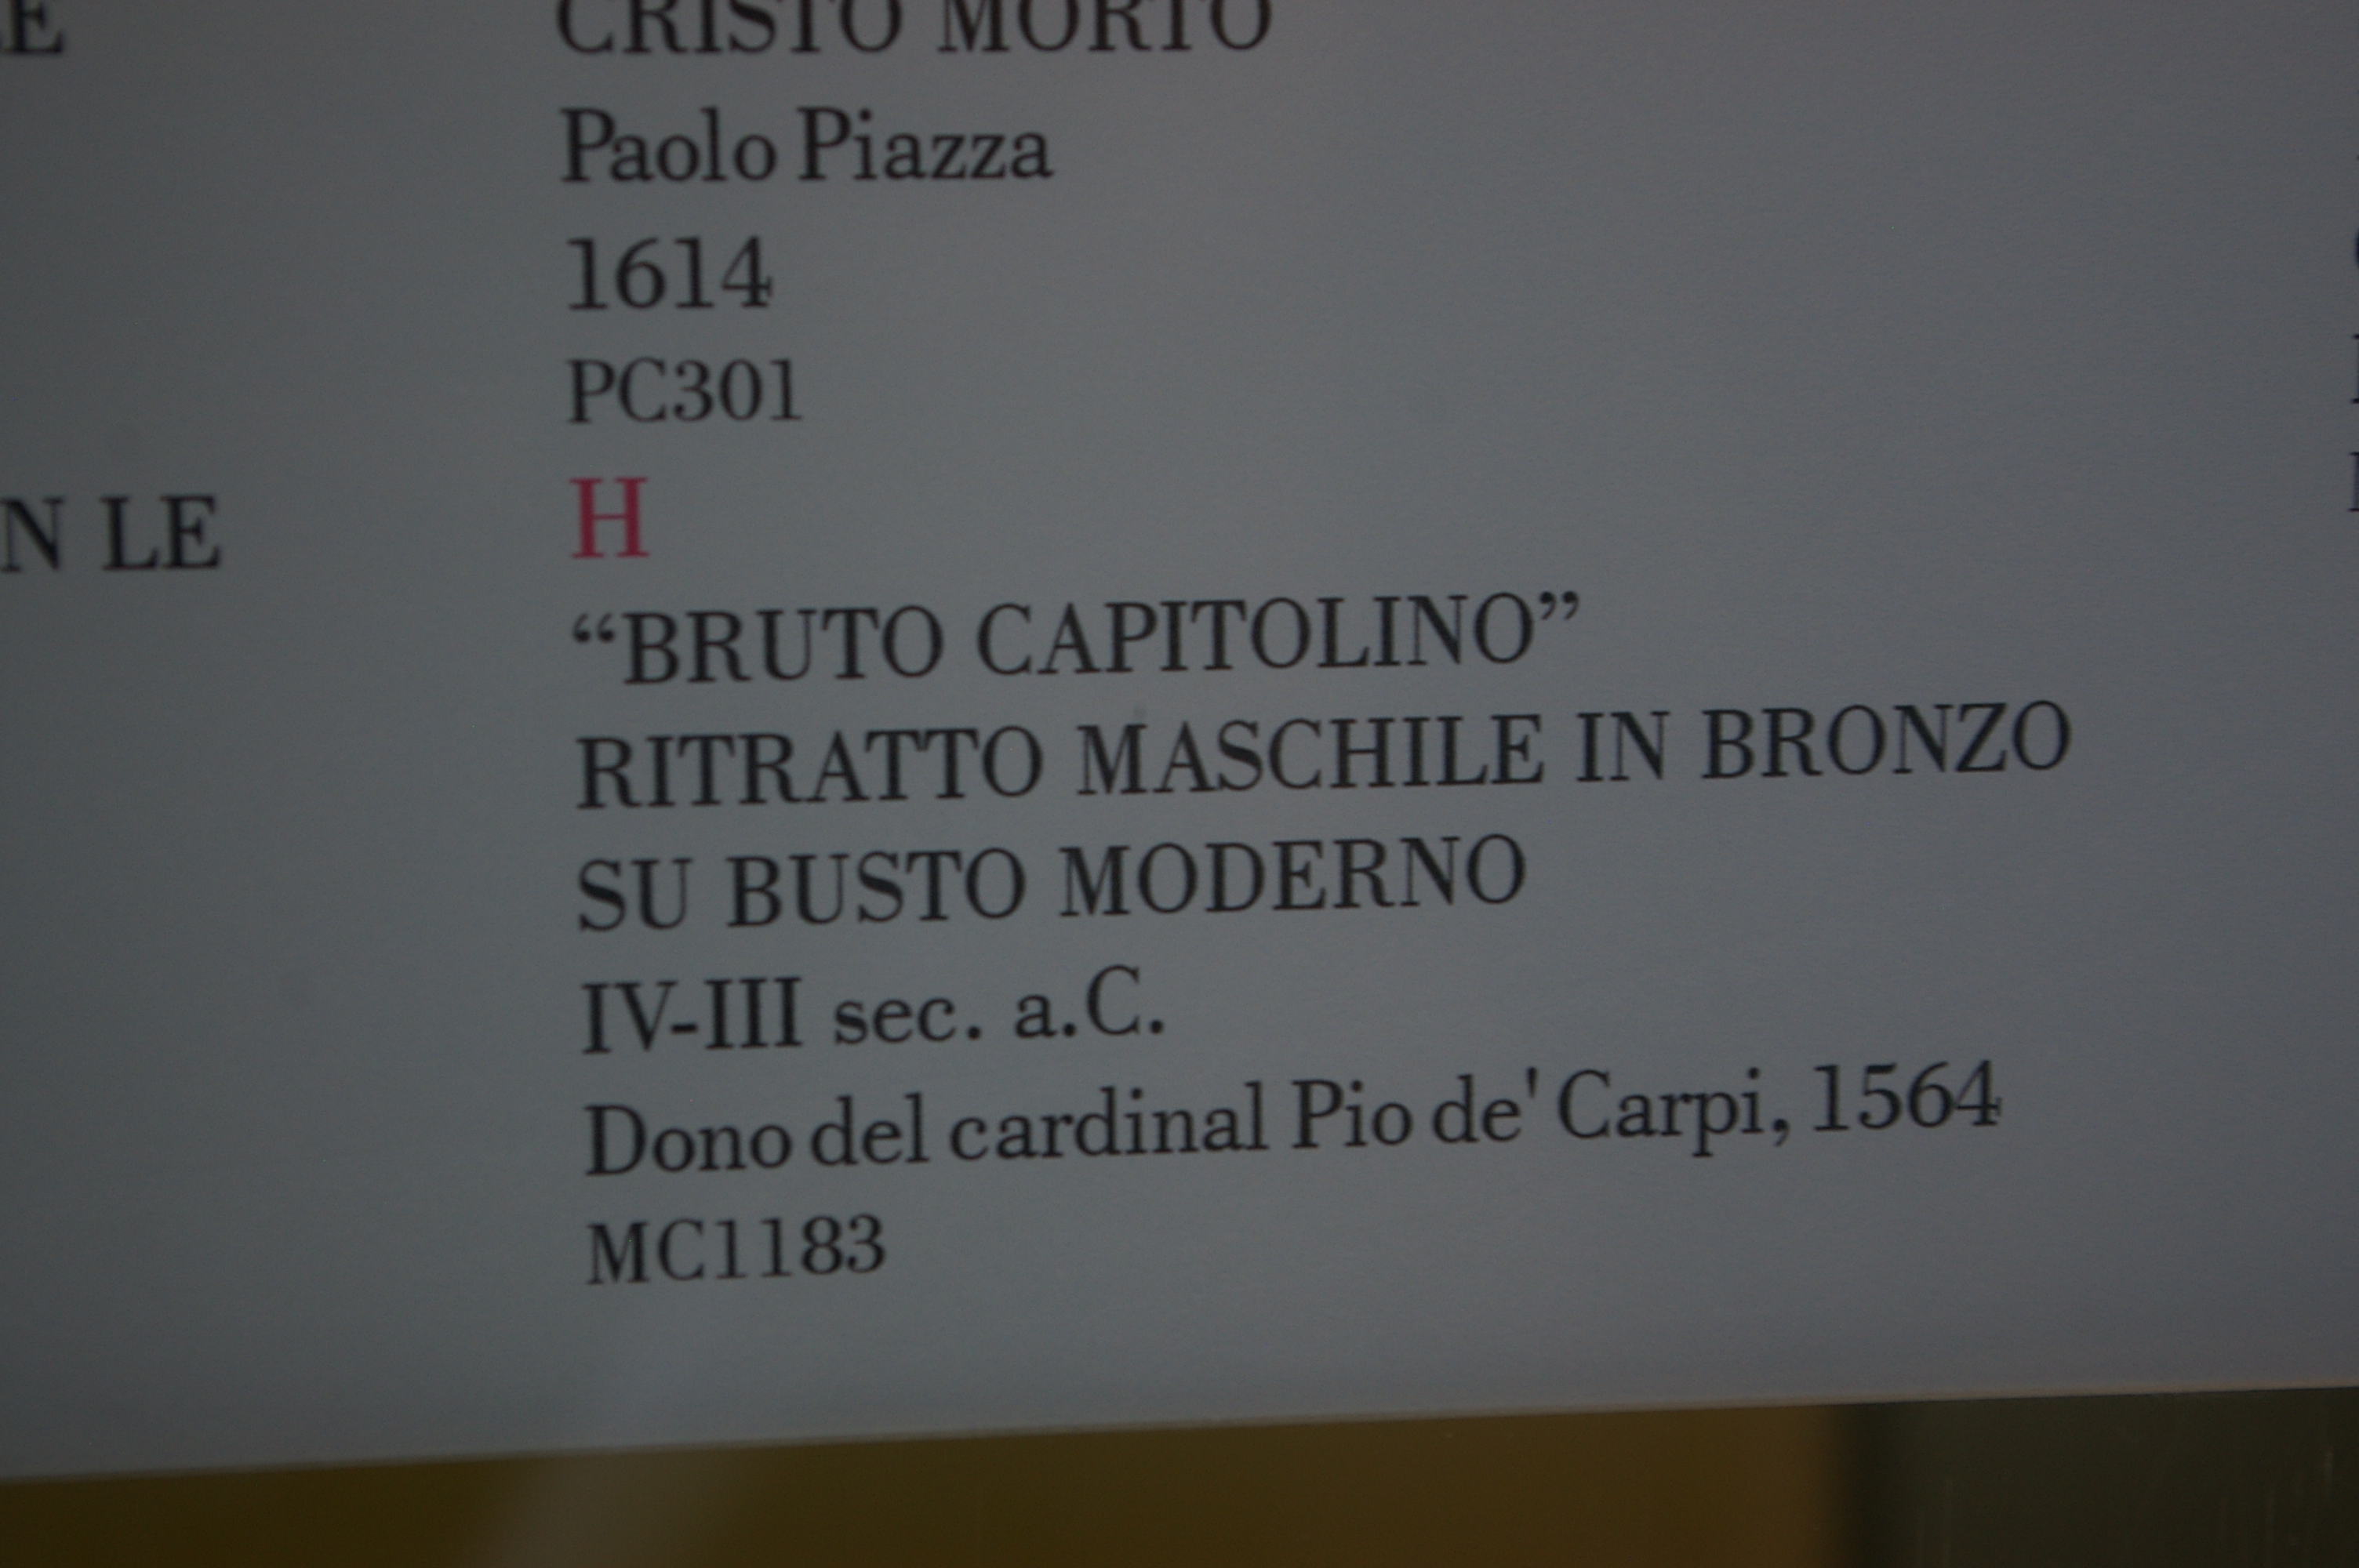 LE
CRISTO MORTO
Paolo Piazza
1614
PC301
H
N LE
“BRUTO CAPITOLINO”
RITRATTO MASCHILE IN BRONZO
SU BUSTO MODERNO
IV-III sec. a.C.
Dono del cardinal Pio de' Carpi, 1564
MC1183